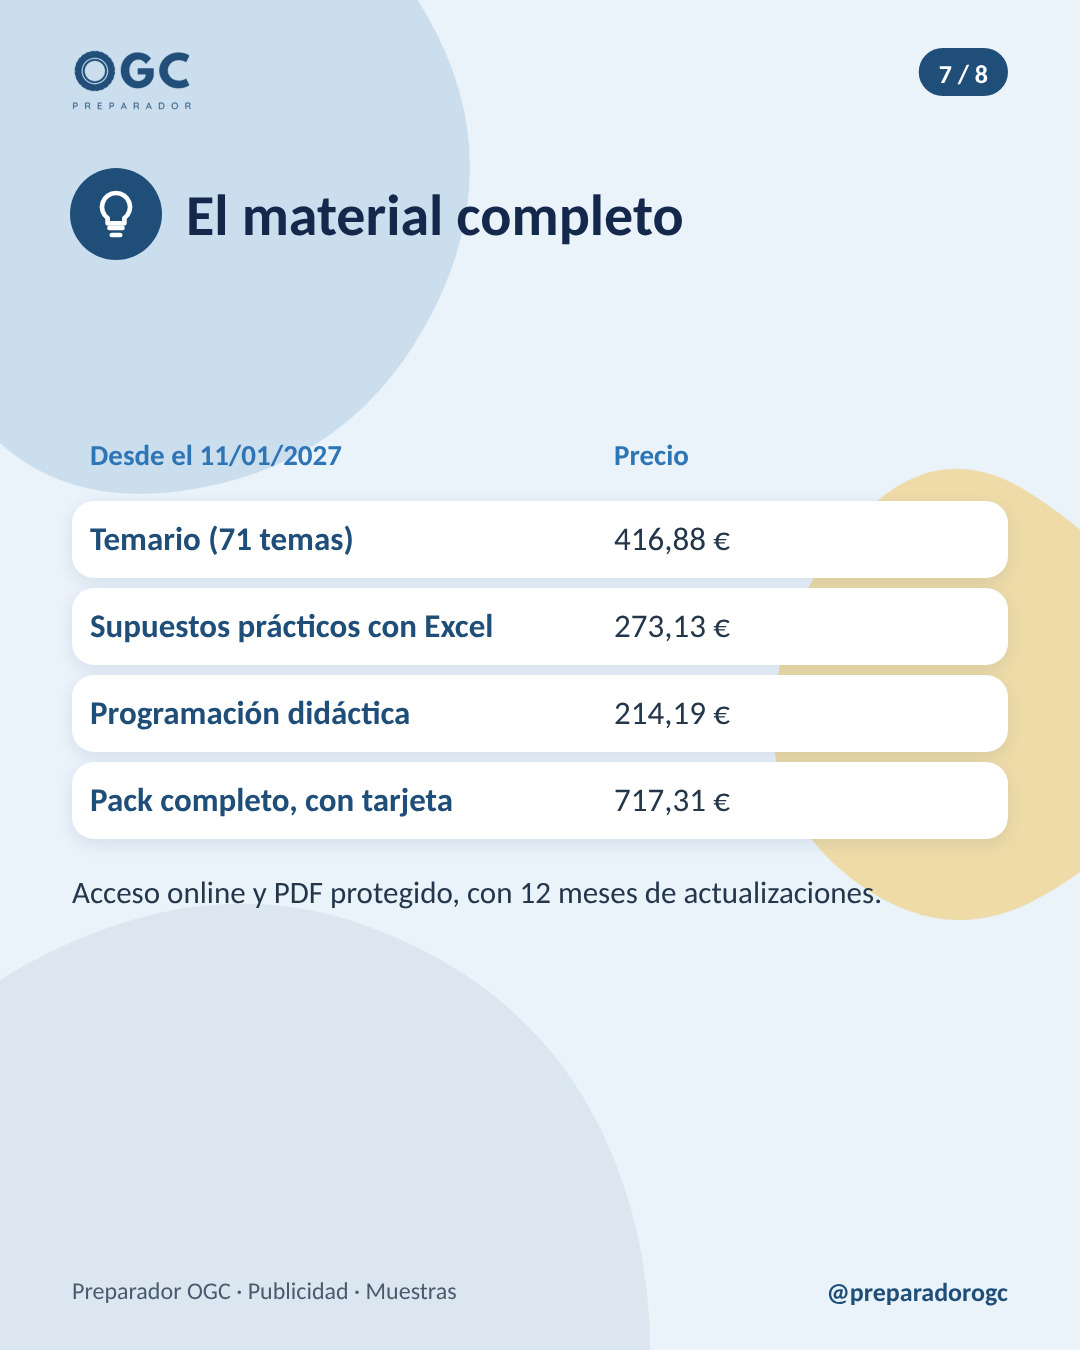 OGC
PREPARADOR
7 / 8
El material completo
Desde el 11/01/2027 Precio
Temario (71 temas) 416,88 €
Supuestos prácticos con Excel 273,13 €
Programación didáctica 214,19 €
Pack completo, con tarjeta 717,31 €
Acceso online y PDF protegido, con 12 meses de actualizaciones.
Preparador OGC · Publicidad · Muestras @preparadorogc